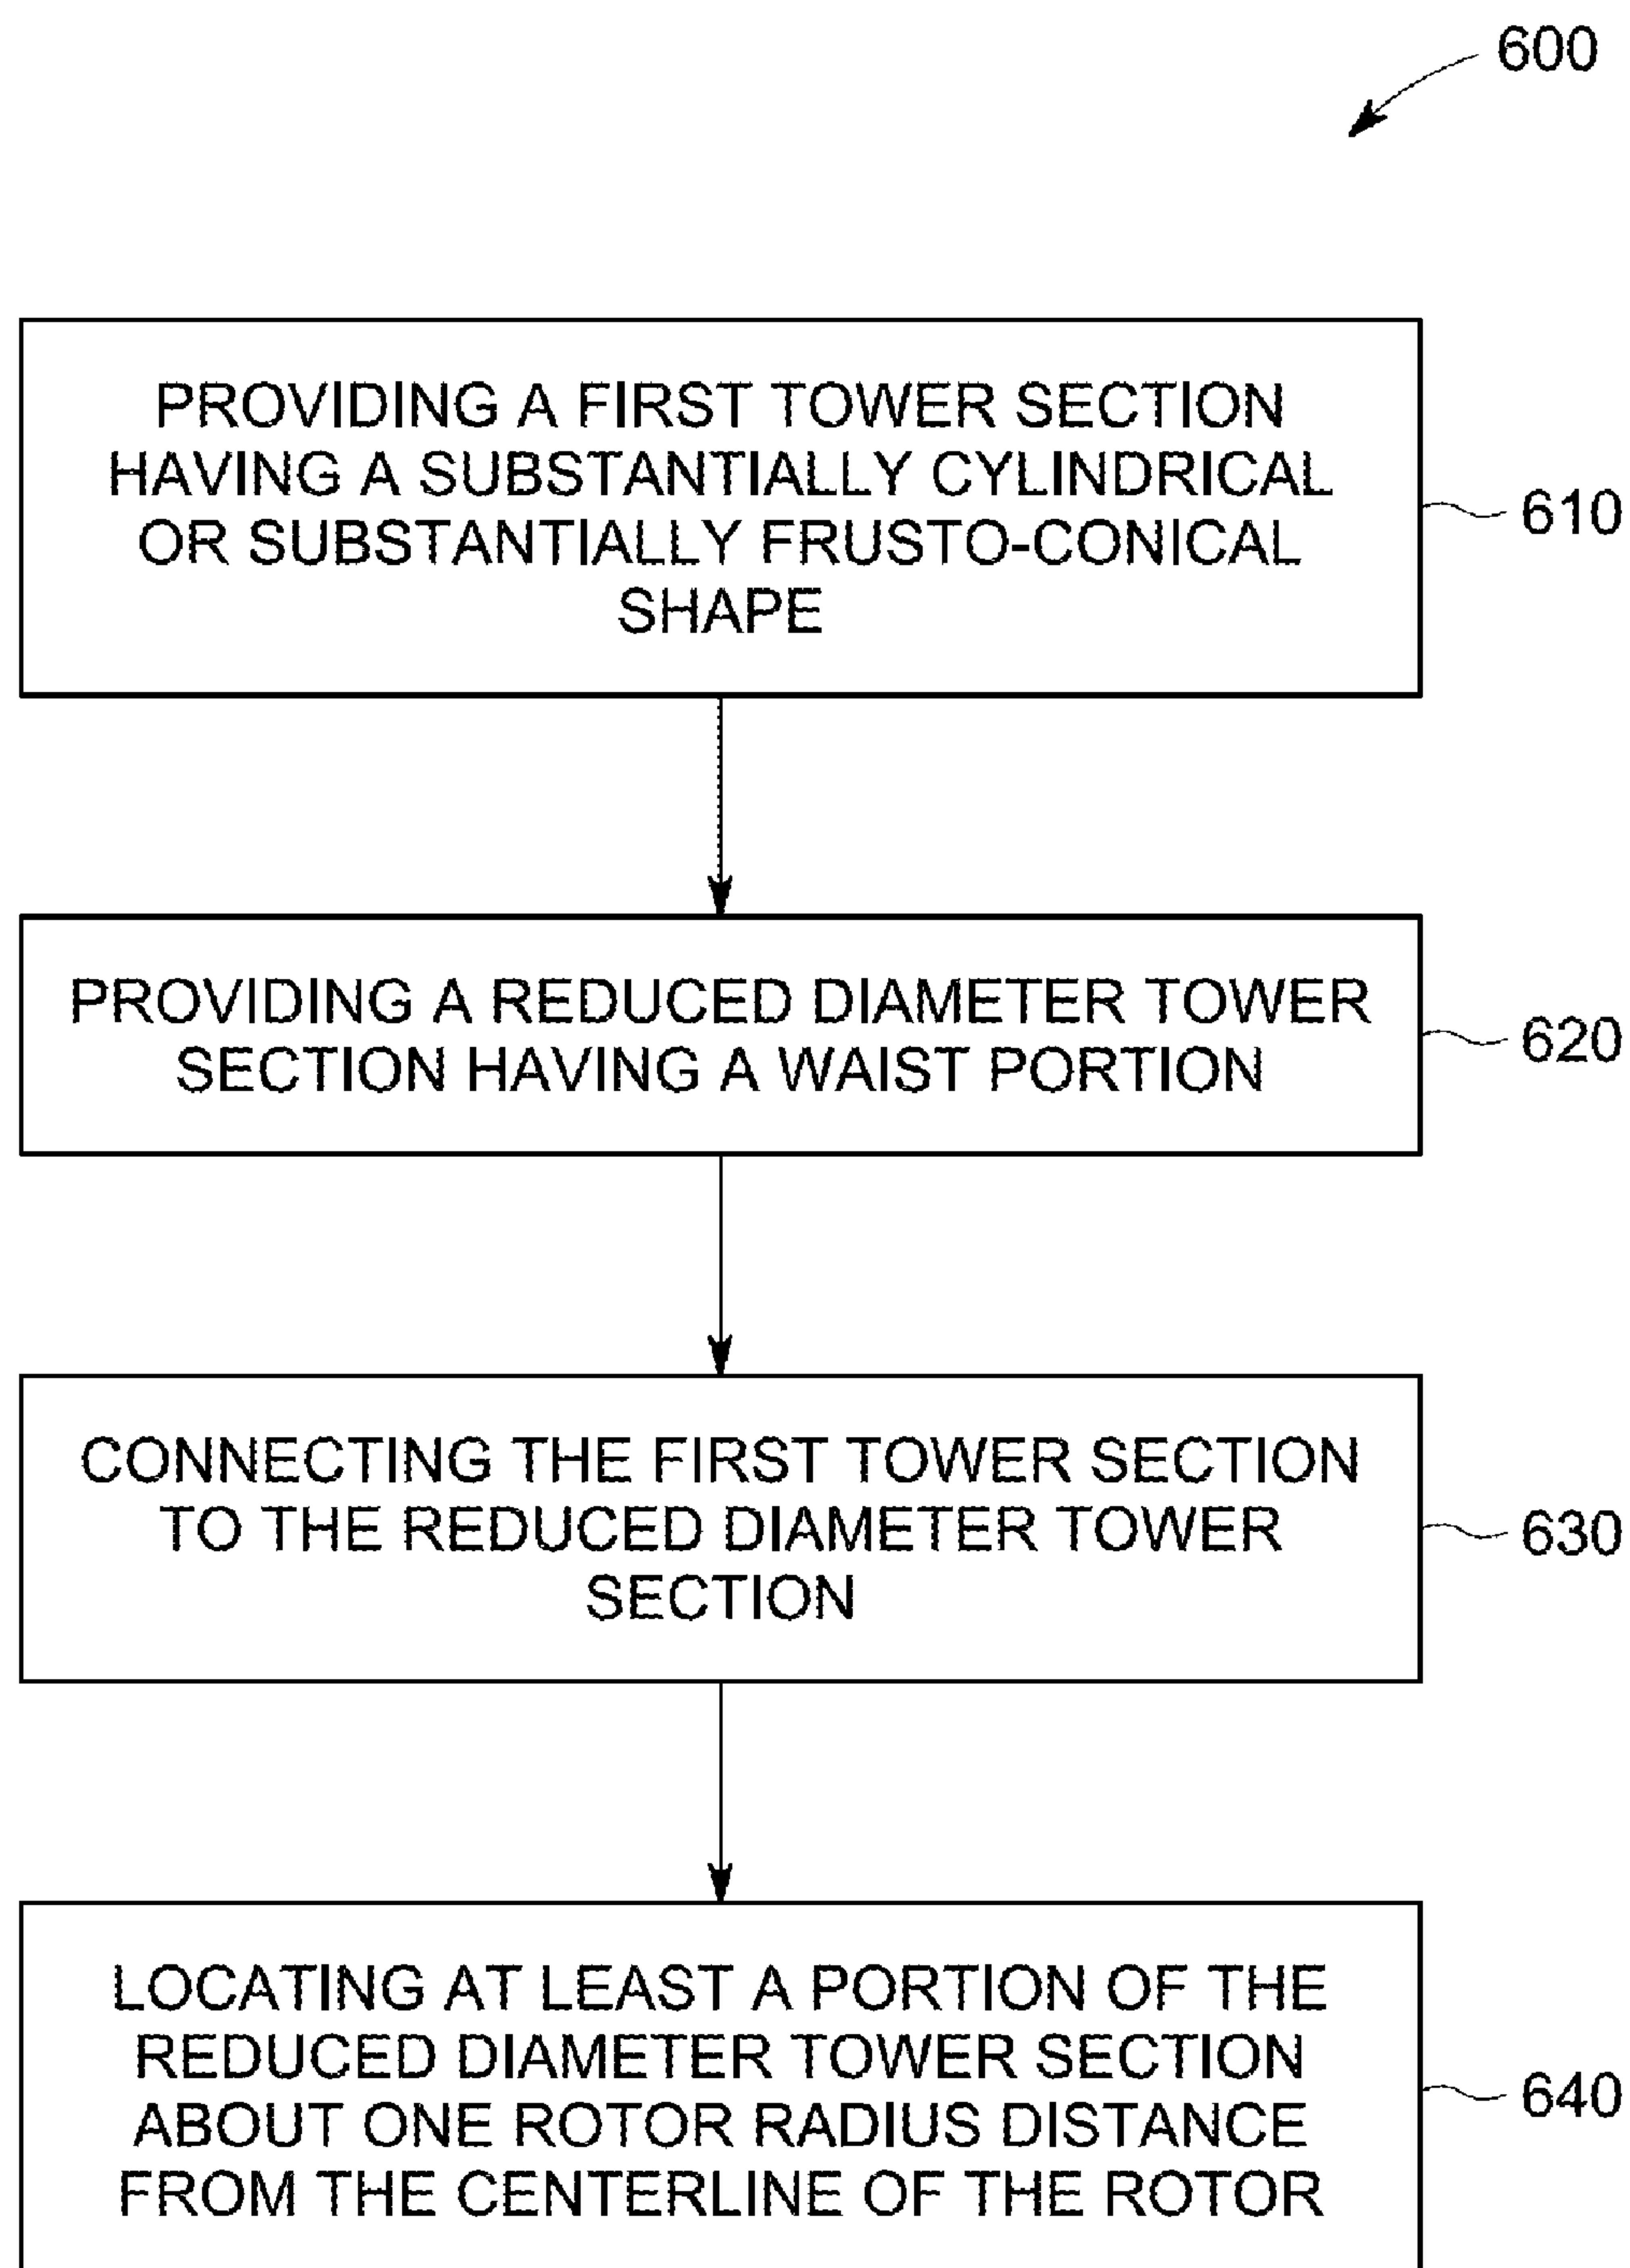 600
PROVIDING A FIRST TOWER SECTION
HAVING A SUBSTANTIALLY CYLINDRICAL
OR SUBSTANTIALLY FRUSTO-CONICAL
SHAPE
610
PROVIDING A REDUCED DIAMETER TOWER
SECTION HAVING A WAIST PORTION
620
CONNECTING THE FIRST TOWER SECTION
TO THE REDUCED DIAMETER TOWER
SECTION
630
LOCATING AT LEAST A PORTION OF THE
REDUCED DIAMETER TOWER SECTION
ABOUT ONE ROTOR RADIUS DISTANCE
FROM THE CENTERLINE OF THE ROTOR
640